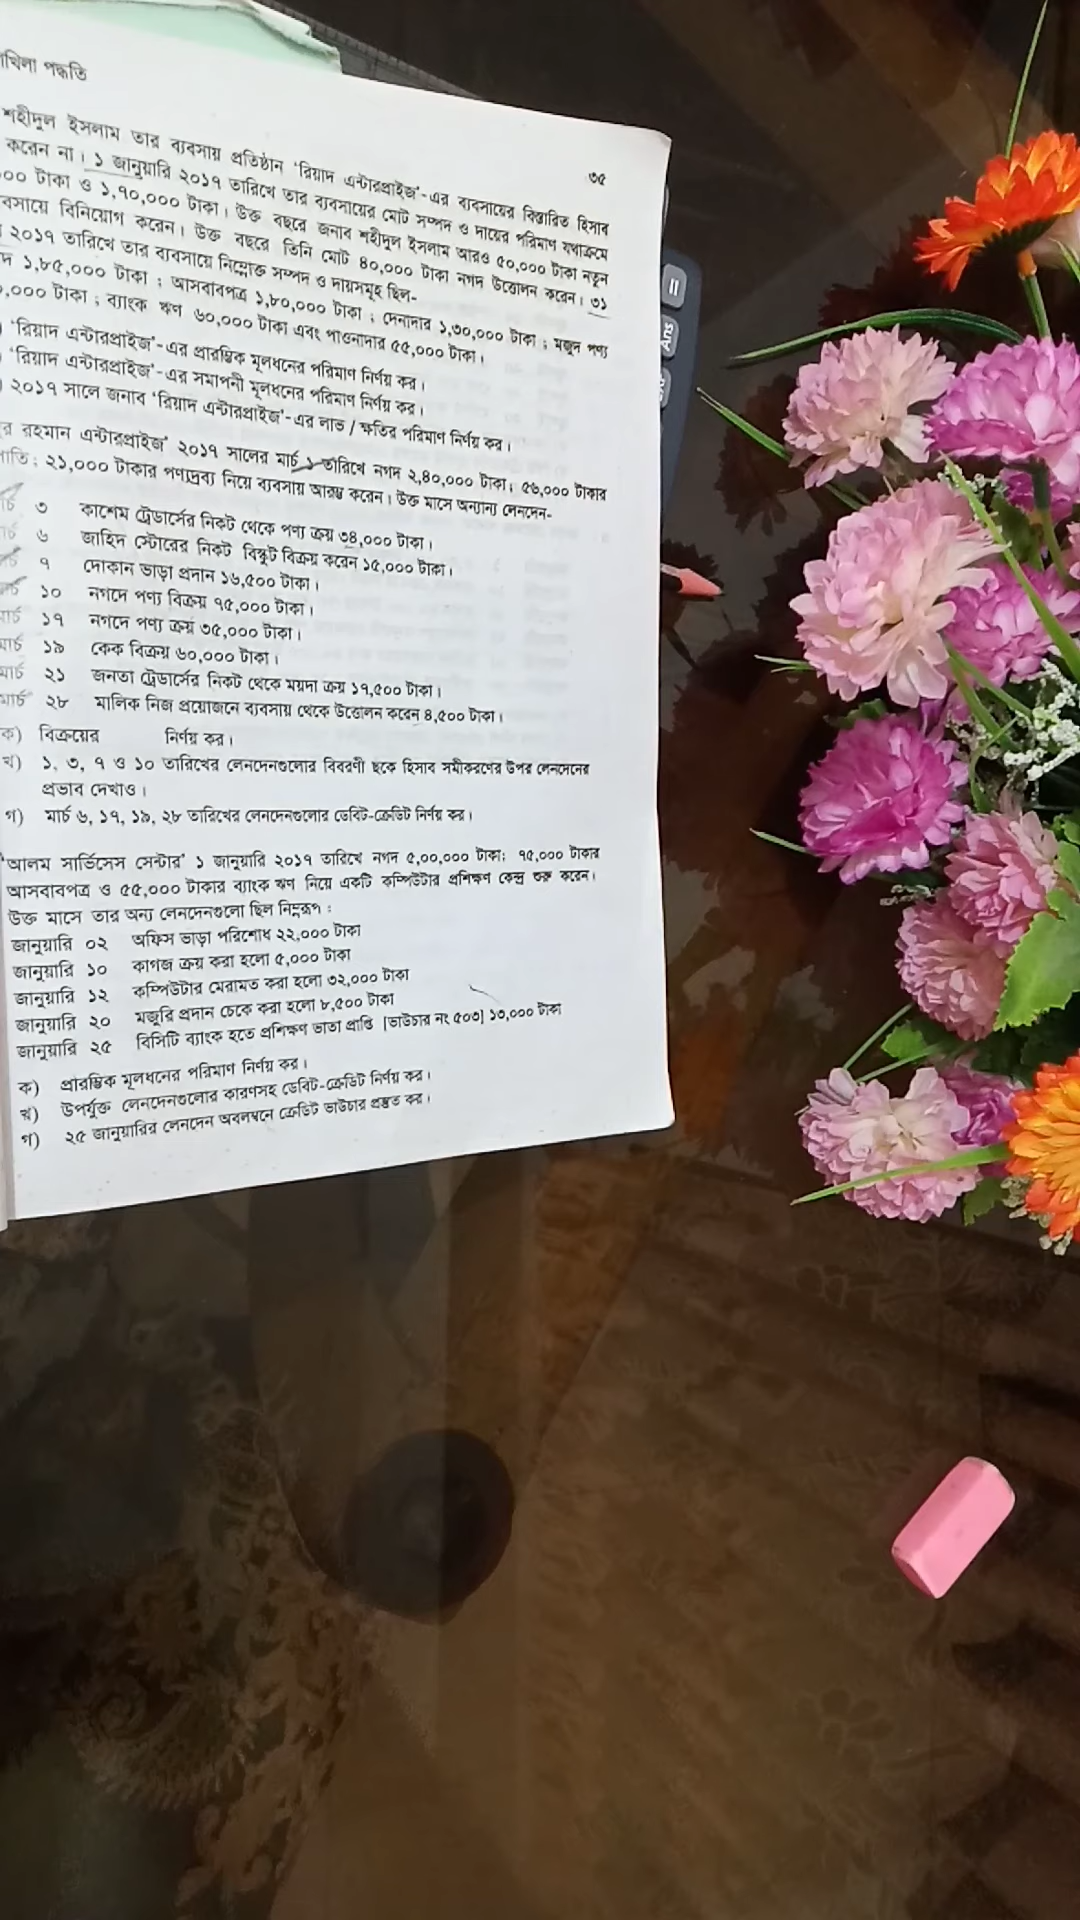 পদ্ধতি
৩৫
শহীদুল ইসলাম তার ব্যবসায় প্রতিষ্ঠান 'রিয়াদ এন্টারপ্রাইজ'-এর ব্যবসায়ের বিস্তারিত হিসাব
করেন না। ১ জানুয়ারি ২০১৭ তারিখে তার ব্যবসায়ের মোট সম্পদ ও দায়ের পরিমাণ যথাক্রমে
০০ টাকা ও ১,৭০,০০০ টাকা। উক্ত বছরে জনাব শহীদুল ইসলাম আরও ৫০,০০০ টাকা নতুন
বিনিয়োগ করেন। উক্ত বছরে তিনি মোট ৪০,০০০ টাকা নগদ উত্তোলন করেন। ৩১
২০১৭ তারিখে তার ব্যবসায়ে নিম্নোক্ত সম্পদ ও দায়সমূহ ছিল-
১,৮৫,০০০ টাকা ; আসবাবপত্র ১,৮০,০০০ টাকা ; দেনাদার ১,৩০,০০০ টাকা ; মজুদ পণ্য
,০০০ টাকা ; ব্যাংক ঋণ ৬০,০০০ টাকা এবং পাওনাদার ৫৫,০০০ টাকা।
'রিয়াদ এন্টারপ্রাইজ'-এর প্রারম্ভিক মূলধনের পরিমাণ নির্ণয় কর।
'রিয়াদ এন্টারপ্রাইজ'-এর সমাপনী মূলধনের পরিমাণ নির্ণয় কর।
২০১৭ সালে জনাব 'রিয়াদ এন্টারপ্রাইজ'-এর লাভ / ক্ষতির পরিমাণ নির্ণয় কর।
রহমান এন্টারপ্রাইজ' ২০১৭ সালের মার্চ ১ তারিখে নগদ ২,৪০,০০০ টাকা; ৫৬,০০০ টাকার
২১,০০০ টাকার পণ্যদ্রব্য নিয়ে ব্যবসায় আরম্ভ করেন। উক্ত মাসে অন্যান্য লেনদেন-
৩ কাশেম ট্রেডার্সের নিকট থেকে পণ্য ক্রয় ৩৪,০০০ টাকা।
৬ জাহিদ স্টোরের নিকট বিস্কুট বিক্রয় করেন ১৫,০০০ টাকা।
৭ দোকান ভাড়া প্রদান ১৬,৫০০ টাকা।
১০ নগদে পণ্য বিক্রয় ৭৫,০০০ টাকা।
মার্চ ১৭ নগদে পণ্য ক্রয় ৩৫,০০০ টাকা।
মার্চ ১৯ কেক বিক্রয় ৬০,০০০ টাকা।
মার্চ ২১ জনতা ট্রেডার্সের নিকট থেকে ময়দা ক্রয় ১৭,৫০০ টাকা।
মার্চ ২৮ মালিক নিজ প্রয়োজনে ব্যবসায় থেকে উত্তোলন করেন ৪,৫০০ টাকা।
ক) বিক্রয়ের নির্ণয় কর।
খ) ১, ৩, ৭ ও ১০ তারিখের লেনদেনগুলোর বিবরণী ছকে হিসাব সমীকরণের উপর লেনদেনের
প্রভাব দেখাও।
গ) মার্চ ৬, ১৭, ১৯, ২৮ তারিখের লেনদেনগুলোর ডেবিট-ক্রেডিট নির্ণয় কর।
'আলম সার্ভিসেস সেন্টার' ১ জানুয়ারি ২০১৭ তারিখে নগদ ৫,০০,০০০ টাকা; ৭৫,০০০ টাকার
আসবাবপত্র ও ৫৫,০০০ টাকার ব্যাংক ঋণ নিয়ে একটি কম্পিউটার প্রশিক্ষণ কেন্দ্র শুরু করেন।
উক্ত মাসে তার অন্য লেনদেনগুলো ছিল নিম্নরূপ :
জানুয়ারি ০২ অফিস ভাড়া পরিশোধ ২২,০০০ টাকা
জানুয়ারি ১০ কাগজ ক্রয় করা হলো ৫,০০০ টাকা
জানুয়ারি ১২ কম্পিউটার মেরামত করা হলো ৩২,০০০ টাকা
জানুয়ারি ২০ মজুরি প্রদান চেকে করা হলো ৮,৫০০ টাকা
জানুয়ারি ২৫ বিসিটি ব্যাংক হতে প্রশিক্ষণ ভাতা প্রাপ্তি [ভাউচার নং ৫০৩] ১৩,০০০ টাকা
ক) প্রারম্ভিক মূলধনের পরিমাণ নির্ণয় কর।
খ) উপর্যুক্ত লেনদেনগুলোর কারণসহ ডেবিট-ক্রেডিট নির্ণয় কর।
গ) ২৫ জানুয়ারির লেনদেন অবলম্বনে ক্রেডিট ভাউচার প্রস্তুত কর।
=
Ans